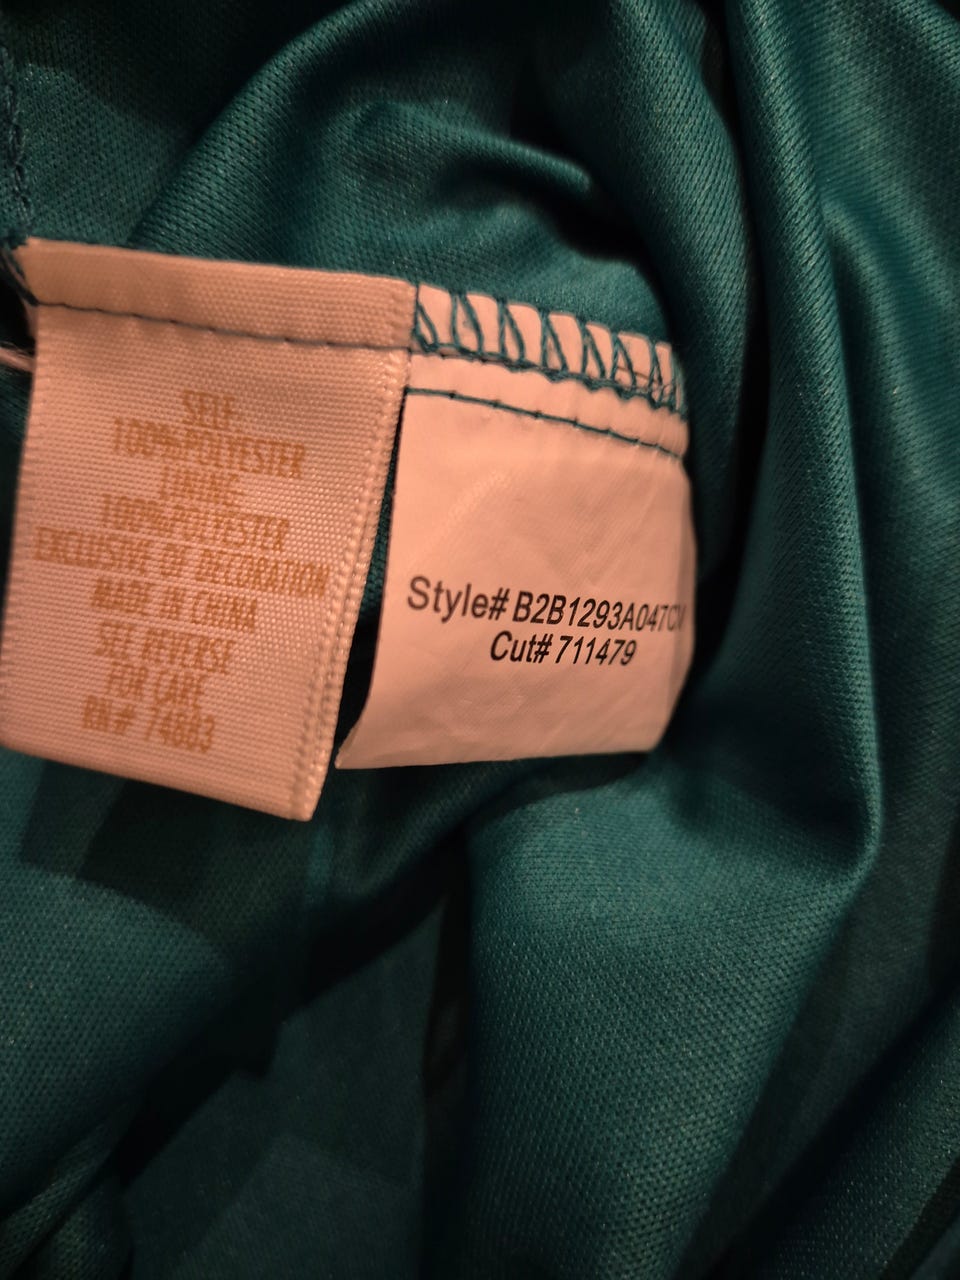 SELF:
100%POLYESTER
LINING:
100%POLYESTER
EXCLUSIVE OF DECORATION
MADE IN CHINA
SEE REVERSE
FOR CARE
RN# 74883
Style# B2B1293A047CV
Cut# 711479